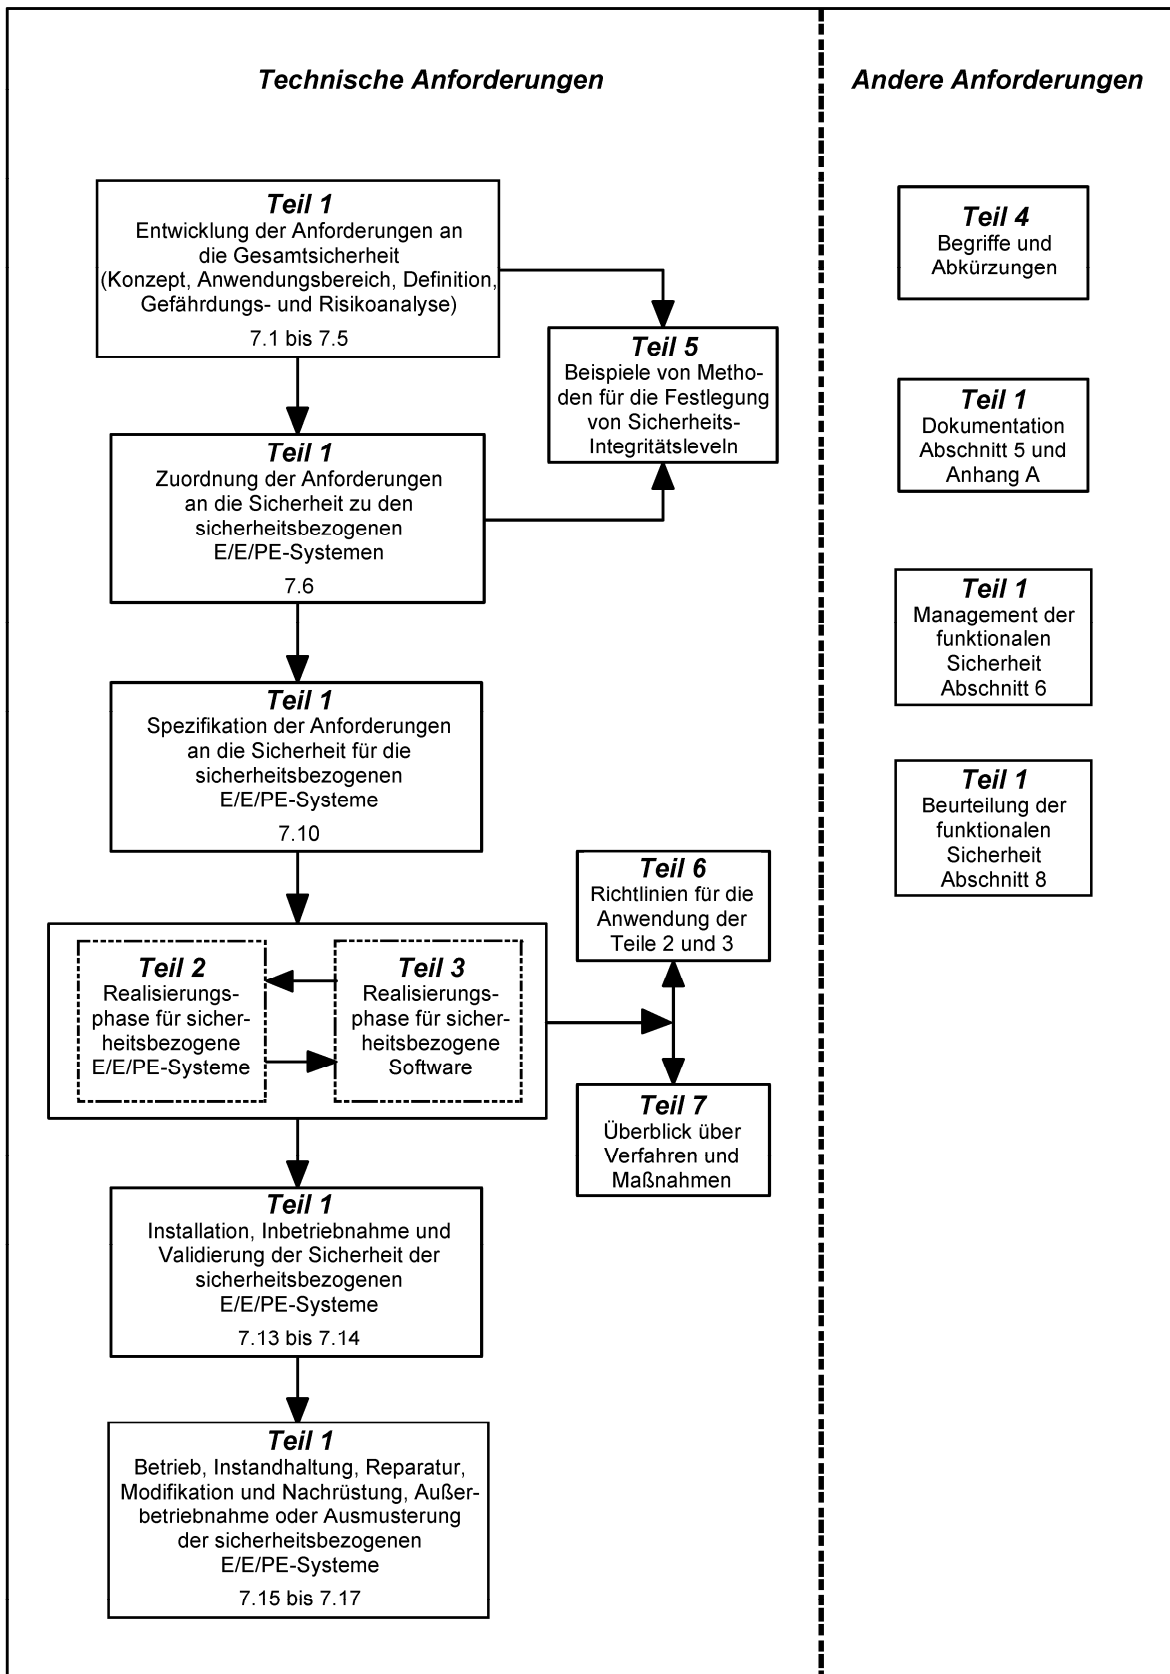 Technische Anforderungen
Andere Anforderungen
Teil 1
Entwicklung der Anforderungen an
die Gesamtsicherheit
(Konzept, Anwendungsbereich, Definition,
Gefährdungs- und Risikoanalyse)
7.1 bis 7.5
Teil 5
Beispiele von Metho-
den für die Festlegung
von Sicherheits-
Integritätsleveln
Teil 1
Zuordnung der Anforderungen
an die Sicherheit zu den
sicherheitsbezogenen
E/E/PE-Systemen
7.6
Teil 1
Spezifikation der Anforderungen
an die Sicherheit für die
sicherheitsbezogenen
E/E/PE-Systeme
7.10
Teil 6
Richtlinien für die
Anwendung der
Teile 2 und 3
Teil 2
Realisierungs-
phase für sicher-
heitsbezogene
E/E/PE-Systeme
Teil 3
Realisierungs-
phase für sicher-
heitsbezogene
Software
Teil 7
Überblick über
Verfahren und
Maßnahmen
Teil 1
Installation, Inbetriebnahme und
Validierung der Sicherheit der
sicherheitsbezogenen
E/E/PE-Systeme
7.13 bis 7.14
Teil 1
Betrieb, Instandhaltung, Reparatur,
Modifikation und Nachrüstung, Außer-
betriebnahme oder Ausmusterung
der sicherheitsbezogenen
E/E/PE-Systeme
7.15 bis 7.17
Teil 4
Begriffe und
Abkürzungen
Teil 1
Dokumentation
Abschnitt 5 und
Anhang A
Teil 1
Management der
funktionalen
Sicherheit
Abschnitt 6
Teil 1
Beurteilung der
funktionalen
Sicherheit
Abschnitt 8